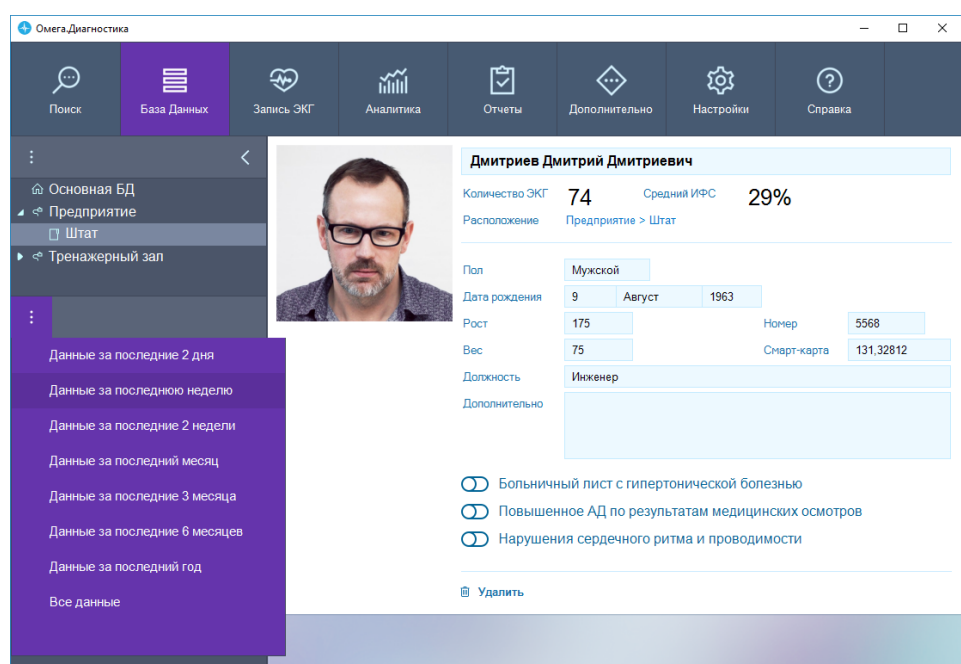 Омега.Диагностика
Поиск
База Данных
Запись ЭКГ
Аналитика
Отчеты
Дополнительно
Настройки
Справка
Основная БД
Предприятие
Штат
Тренажерный зал
Данные за последние 2 дня
Данные за последнюю неделю
Данные за последние 2 недели
Данные за последний месяц
Данные за последние 3 месяца
Данные за последние 6 месяцев
Данные за последний год
Все данные
Дмитриев Дмитрий Дмитриевич
Количество ЭКГ 74 Средний ИФС 29%
Расположение Предприятие > Штат
Пол Мужской
Дата рождения 9 Август 1963
Рост 175 Номер 5568
Вес 75 Смарт-карта 131,32812
Должность Инженер
Дополнительно
Больничный лист с гипертонической болезнью
Повышенное АД по результатам медицинских осмотров
Нарушения сердечного ритма и проводимости
Удалить